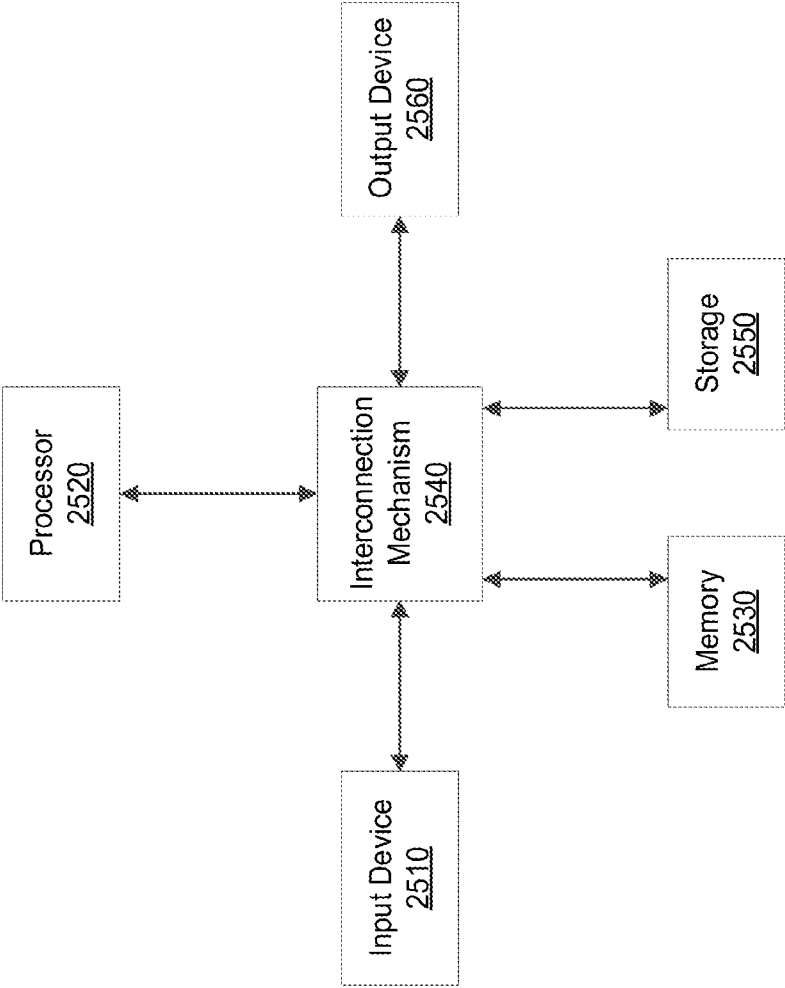 Processor
2520
Input Device
2510
Interconnection
Mechanism
2540
Output Device
2560
Memory
2530
Storage
2550